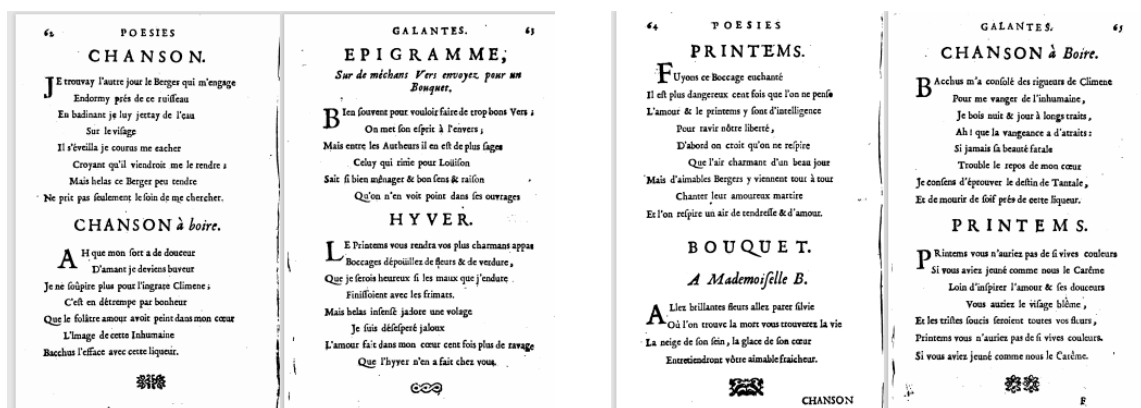 62 POESIES
CHANSON.
JE trouvay l'autre jour le Berger qui m'engage
Endormy prés de ce ruisseau
En badinant je luy jettay de l'eau
Sur le visage
Il s'éveilla je courus me cacher
Croyant qu'il viendroit me le rendre ;
Mais helas ce Berger peu tendre
Ne prit pas seulement le soin de me chercher.
CHANSON à boire.
AH que mon sort a de douceur
D'amant je deviens buveur
Je ne soûpire plus pour l'ingrate Climene ;
C'est en détrempe par bonheur
Que le folâtre amour avoit peint dans mon cœur
L'Image de cette Inhumaine
Bacchus l'efface avec cette liqueur.
GALANTES. 63
EPIGRAMME,
Sur de méchans Vers envoyez pour un
Bouquet.
BIen souvent pour vouloir faire de trop bons Vers ;
On met son esprit à l'envers ;
Mais entre les Autheurs il en est de plus sages
Celuy qui rime pour Loüison
Sait si bien ménager & bon sens & raison
Qu'on n'en voit point dans ses ouvrages
HYVER.
LE Printems vous rendra vos plus charmans appas
Boccages dépoüillez de fleurs & de verdure,
Que je serois heureux si les maux que j'endure
Finissoient avec les frimats.
Mais helas insensé jadore une volage
Je suis désesperé jaloux
L'amour fait dans mon cœur cent fois plus de ravage
Que l'hyver n'en a fait chez vous.
64 POESIES
PRINTEMS.
FUyons ce Boccage enchanté
Il est plus dangereux cent fois que l'on ne pense
L'amour & le printems y sont d'intelligence
Pour ravir nôtre liberté,
D'abord on croit qu'on ne respire
Que l'air charmant d'un beau jour
Mais d'aimables Bergers y viennent tour à tour
Chanter leur amoureux martire
Et l'on respire un air de tendresse & d'amour.
BOUQUET.
A Mademoiselle B.
ALlez brillantes fleurs allez parer silvie
Où l'on trouve la mort vous trouverez la vie
La neige de son sein, la glace de son cœur
Entretiendront vôtre aimable fraicheur.
CHANSON
GALANTES. 65
CHANSON à Boire.
BAcchus m'a consolé des rigueurs de Climene
Pour me vanger de l'inhumaine,
Je bois nuit & jour à longs traits,
Ah ! que la vangeance a d'attraits :
Si jamais sa beauté fatale
Trouble le repos de mon cœur
Je consens d'éprouver le destin de Tantale,
Et de mourir de soif prés de cette liqueur.
PRINTEMS.
PRintems vous n'auriez pas de si vives couleurs
Si vous aviez jeuné comme nous le Carême
Loin d'inspirer l'amour & ses douceurs
Vous auriez le visage blême,
Et les tristes soucis seroient toutes vos fleurs,
Printems vous n'auriez pas de si vives couleurs.
Si vous aviez jeuné comme nous le Carême.
F